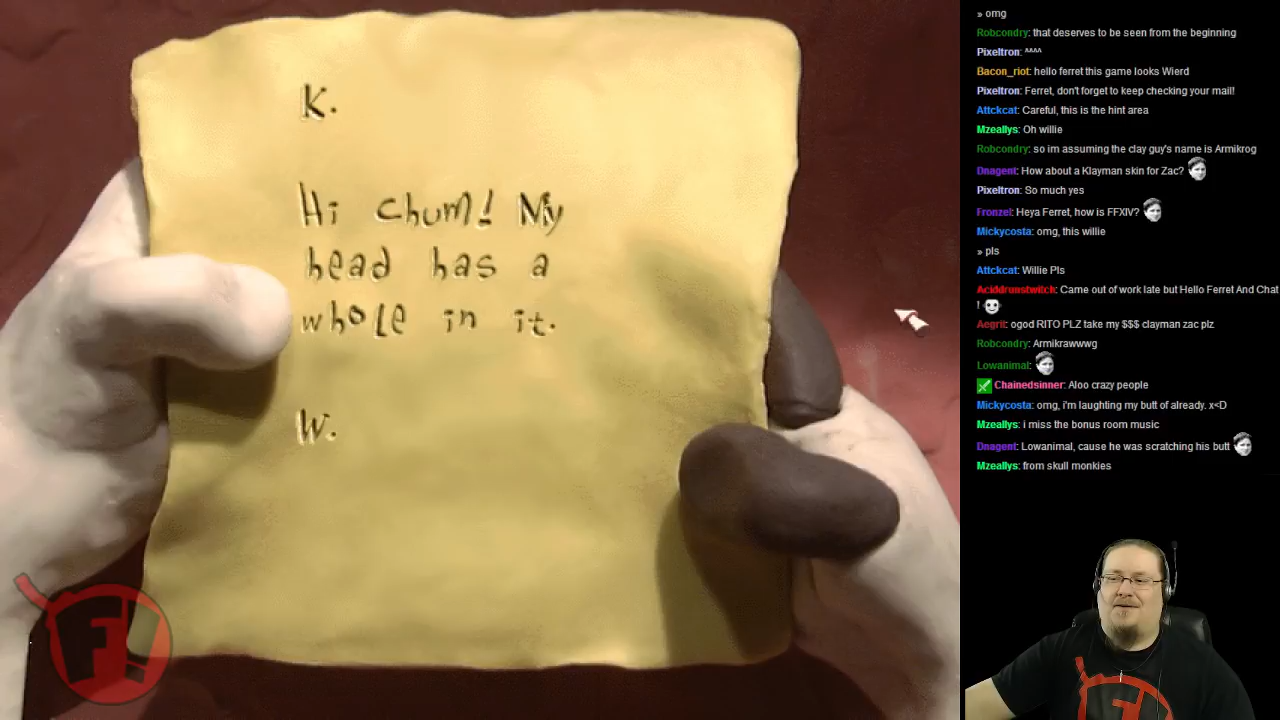 K.
Hi Chum! My
head has a
whole in it.
W.
» omg
Robcondry: that deserves to be seen from the beginning
Pixeltron: ^^^^
Bacon_riot: hello ferret this game looks Wierd
Pixeltron: Ferret, don't forget to keep checking your mail!
Attckcat: Careful, this is the hint area
Mzeallys: Oh willie
Robcondry: so im assuming the clay guy's name is Armikrog
Dnagent: How about a Klayman skin for Zac?
Pixeltron: So much yes
Fronzel: Heya Ferret, how is FFXIV?
Mickycosta: omg, this willie
» pls
Attckcat: Willie Pls
Aciddrunstwitch: Came out of work late but Hello Ferret And Chat
!
Aegrit: ogod RITO PLZ take my $$$ clayman zac plz
Robcondry: Armikrawwwg
Lowanimal:
Chainedsinner: Aloo crazy people
Mickycosta: omg, i'm laughting my butt of already. x<D
Mzeallys: i miss the bonus room music
Dnagent: Lowanimal, cause he was scratching his butt
Mzeallys: from skull monkies
F!